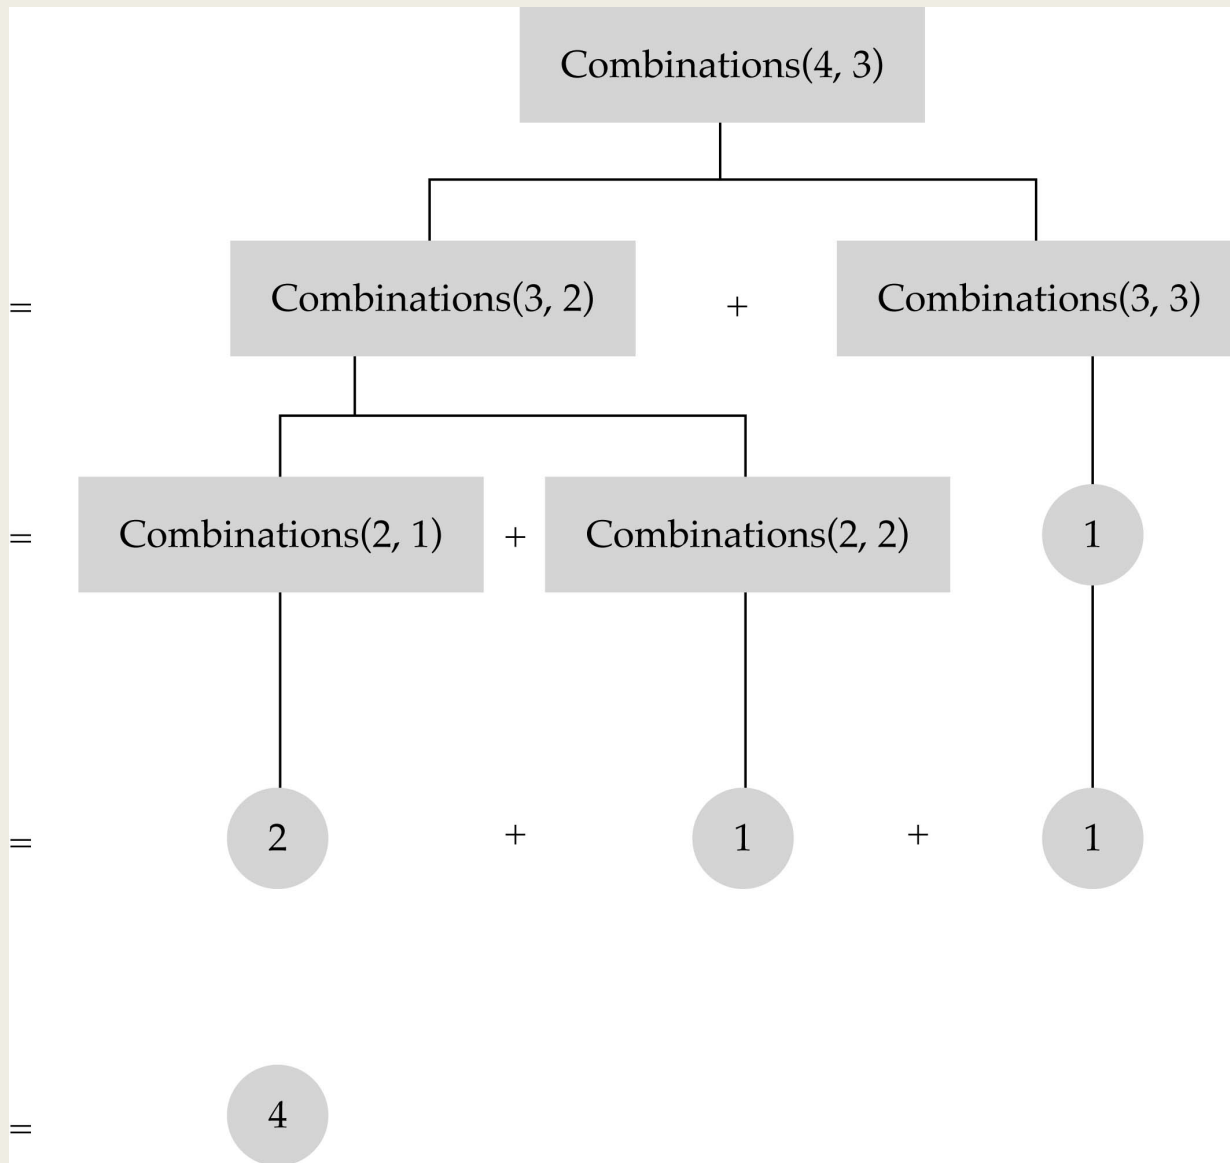 Combinations(4, 3)
= Combinations(3, 2) + Combinations(3, 3)
= Combinations(2, 1) + Combinations(2, 2) 1
= 2 + 1 + 1
= 4